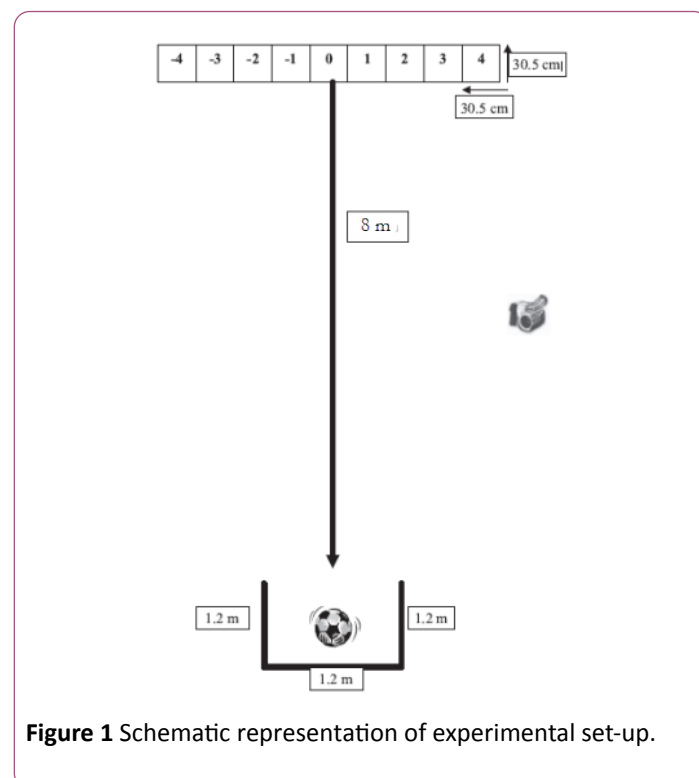 -4 -3 -2 -1 0 1 2 3 4
30.5 cm
30.5 cm
8 m
1.2 m
1.2 m
1.2 m
Figure 1 Schematic representation of experimental set-up.